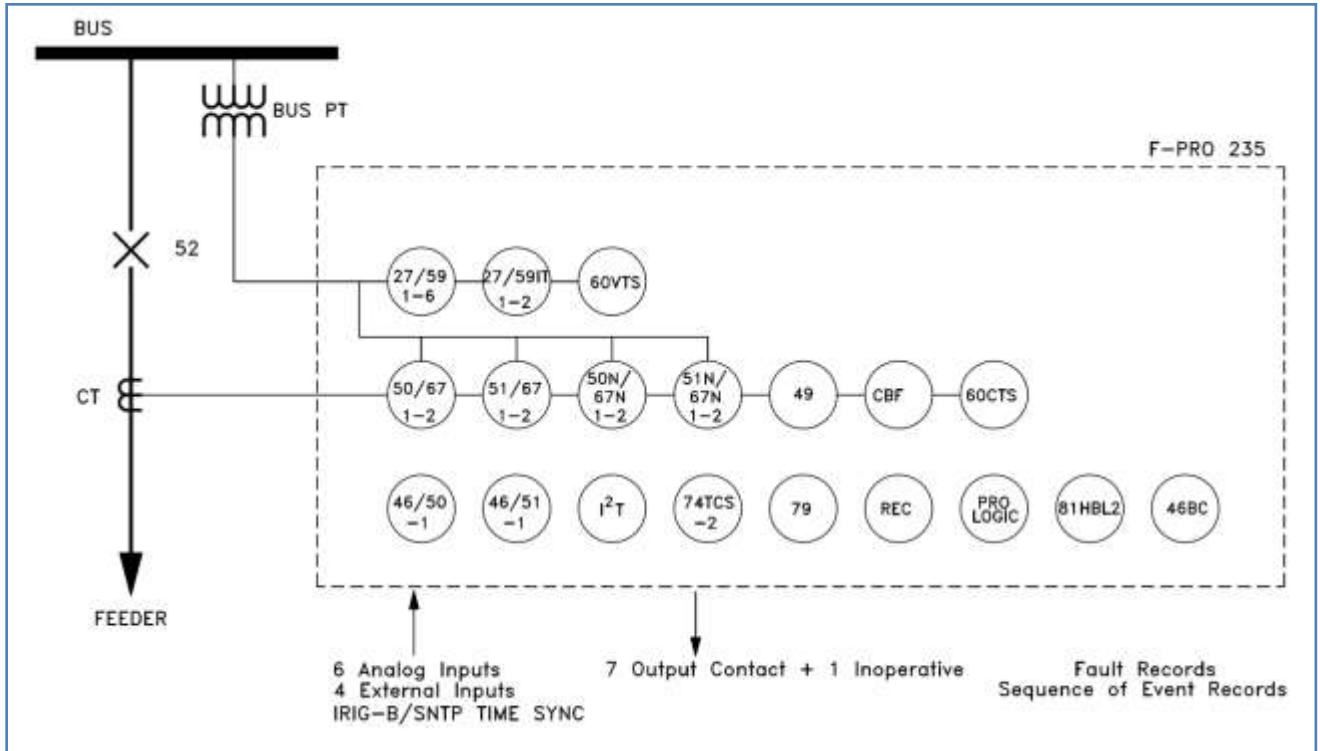 BUS
BUS PT
F-PRO 235
52
27/59
1-6
27/59IT
1-2
60VTS
CT
50/67
1-2
51/67
1-2
50N/
67N
1-2
51N/
67N
1-2
49
CBF
60CTS
46/50
-1
46/51
-1
I²T
74TCS
-2
79
REC
PRO
LOGIC
81HBL2
46BC
FEEDER
6 Analog Inputs
4 External Inputs
IRIG-B/SNTP TIME SYNC
7 Output Contact + 1 Inoperative
Fault Records
Sequence of Event Records